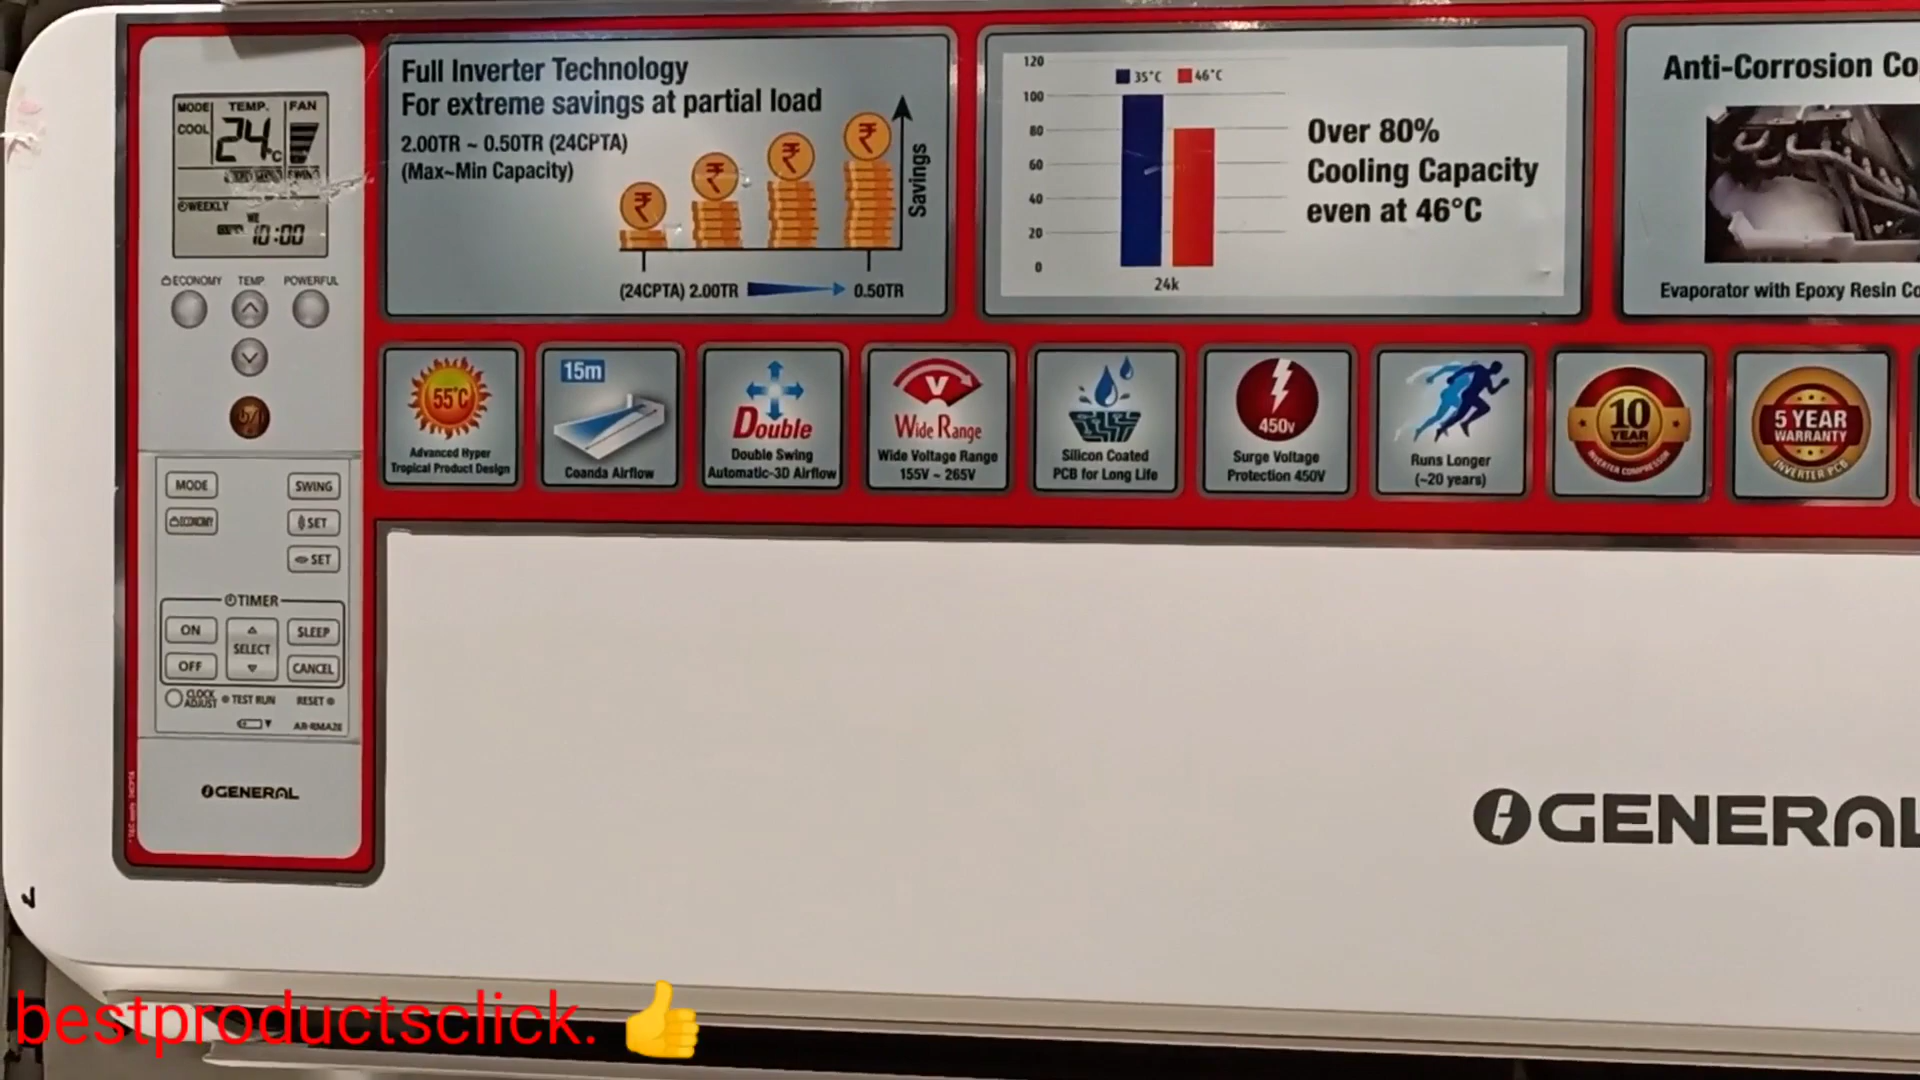 MODE TEMP. FAN
COOL 24°C
WEEKLY
WE
10:00
ECONOMY TEMP. POWERFUL
MODE SWING
ECONOMY SET
SET
TIMER
ON SELECT SLEEP
OFF CANCEL
CLOCK ADJUST TEST RUN RESET
AR-RMA2E
GENERAL
Full Inverter Technology
For extreme savings at partial load
2.00TR ~ 0.50TR (24CPTA)
(Max~Min Capacity)
Savings
(24CPTA) 2.00TR 0.50TR
120
100
80
60
40
20
0
35°C 46°C
24k
Over 80%
Cooling Capacity
even at 46°C
Anti-Corrosion Co
Evaporator with Epoxy Resin Co
55°C
Advanced Hyper
Tropical Product Design
15m
Coanda Airflow
Double
Double Swing
Automatic-3D Airflow
V
Wide Range
Wide Voltage Range
155V ~ 265V
Silicon Coated
PCB for Long Life
450v
Surge Voltage
Protection 450V
Runs Longer
(~20 years)
10
YEAR
WARRANTY
INVERTER COMPRESSOR
5 YEAR
WARRANTY
INVERTER PCB
GENERAL
bestproductsclick. 👍